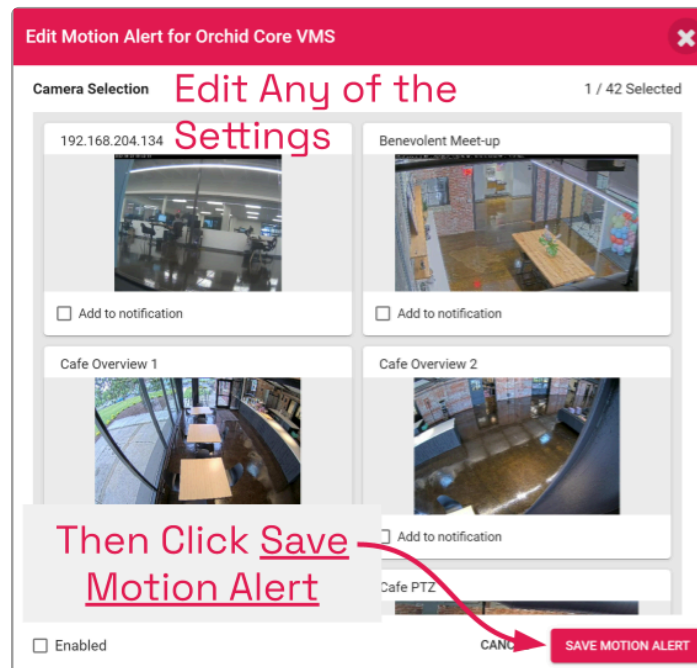 Edit Motion Alert for Orchid Core VMS
Camera Selection
Edit Any of the
Settings
1 / 42 Selected
192.168.204.134
Benevolent Meet-up
Add to notification
Add to notification
Cafe Overview 1
Cafe Overview 2
Then Click Save
Motion Alert
Add to notification
Cafe PTZ
Enabled
SAVE MOTION ALERT